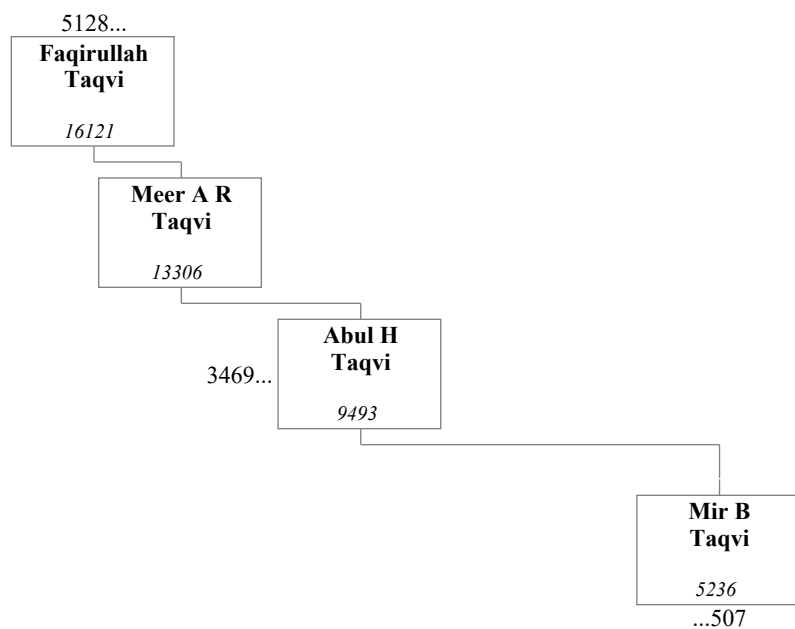 5128...
Faqirullah
Taqvi
16121
Meer A R
Taqvi
13306
Abul H
Taqvi
3469...
9493
Mir B
Taqvi
5236
...507